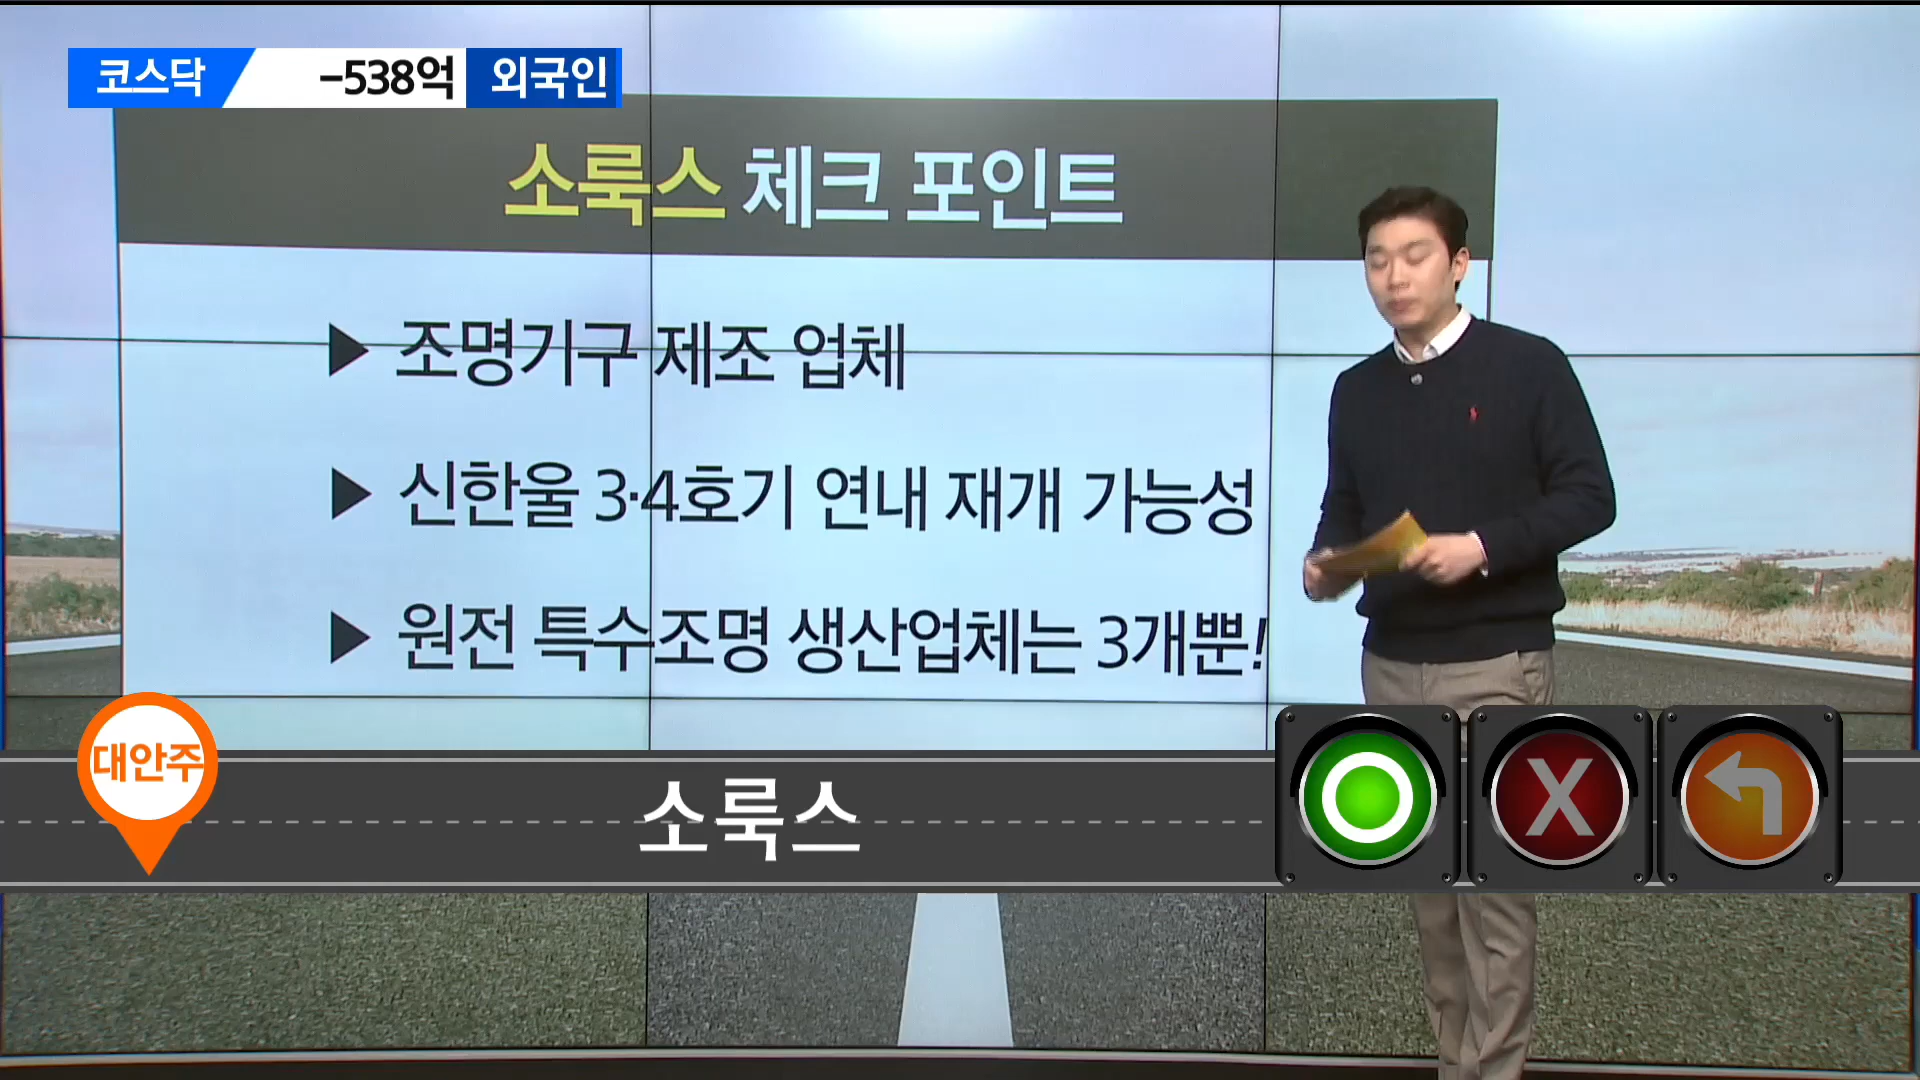 코스닥 -538억 외국인
소룩스 체크 포인트
▶ 조명기구 제조 업체
▶ 신한울 3·4호기 연내 재개 가능성
▶ 원전 특수조명 생산업체는 3개뿐!
대안주
소룩스
X